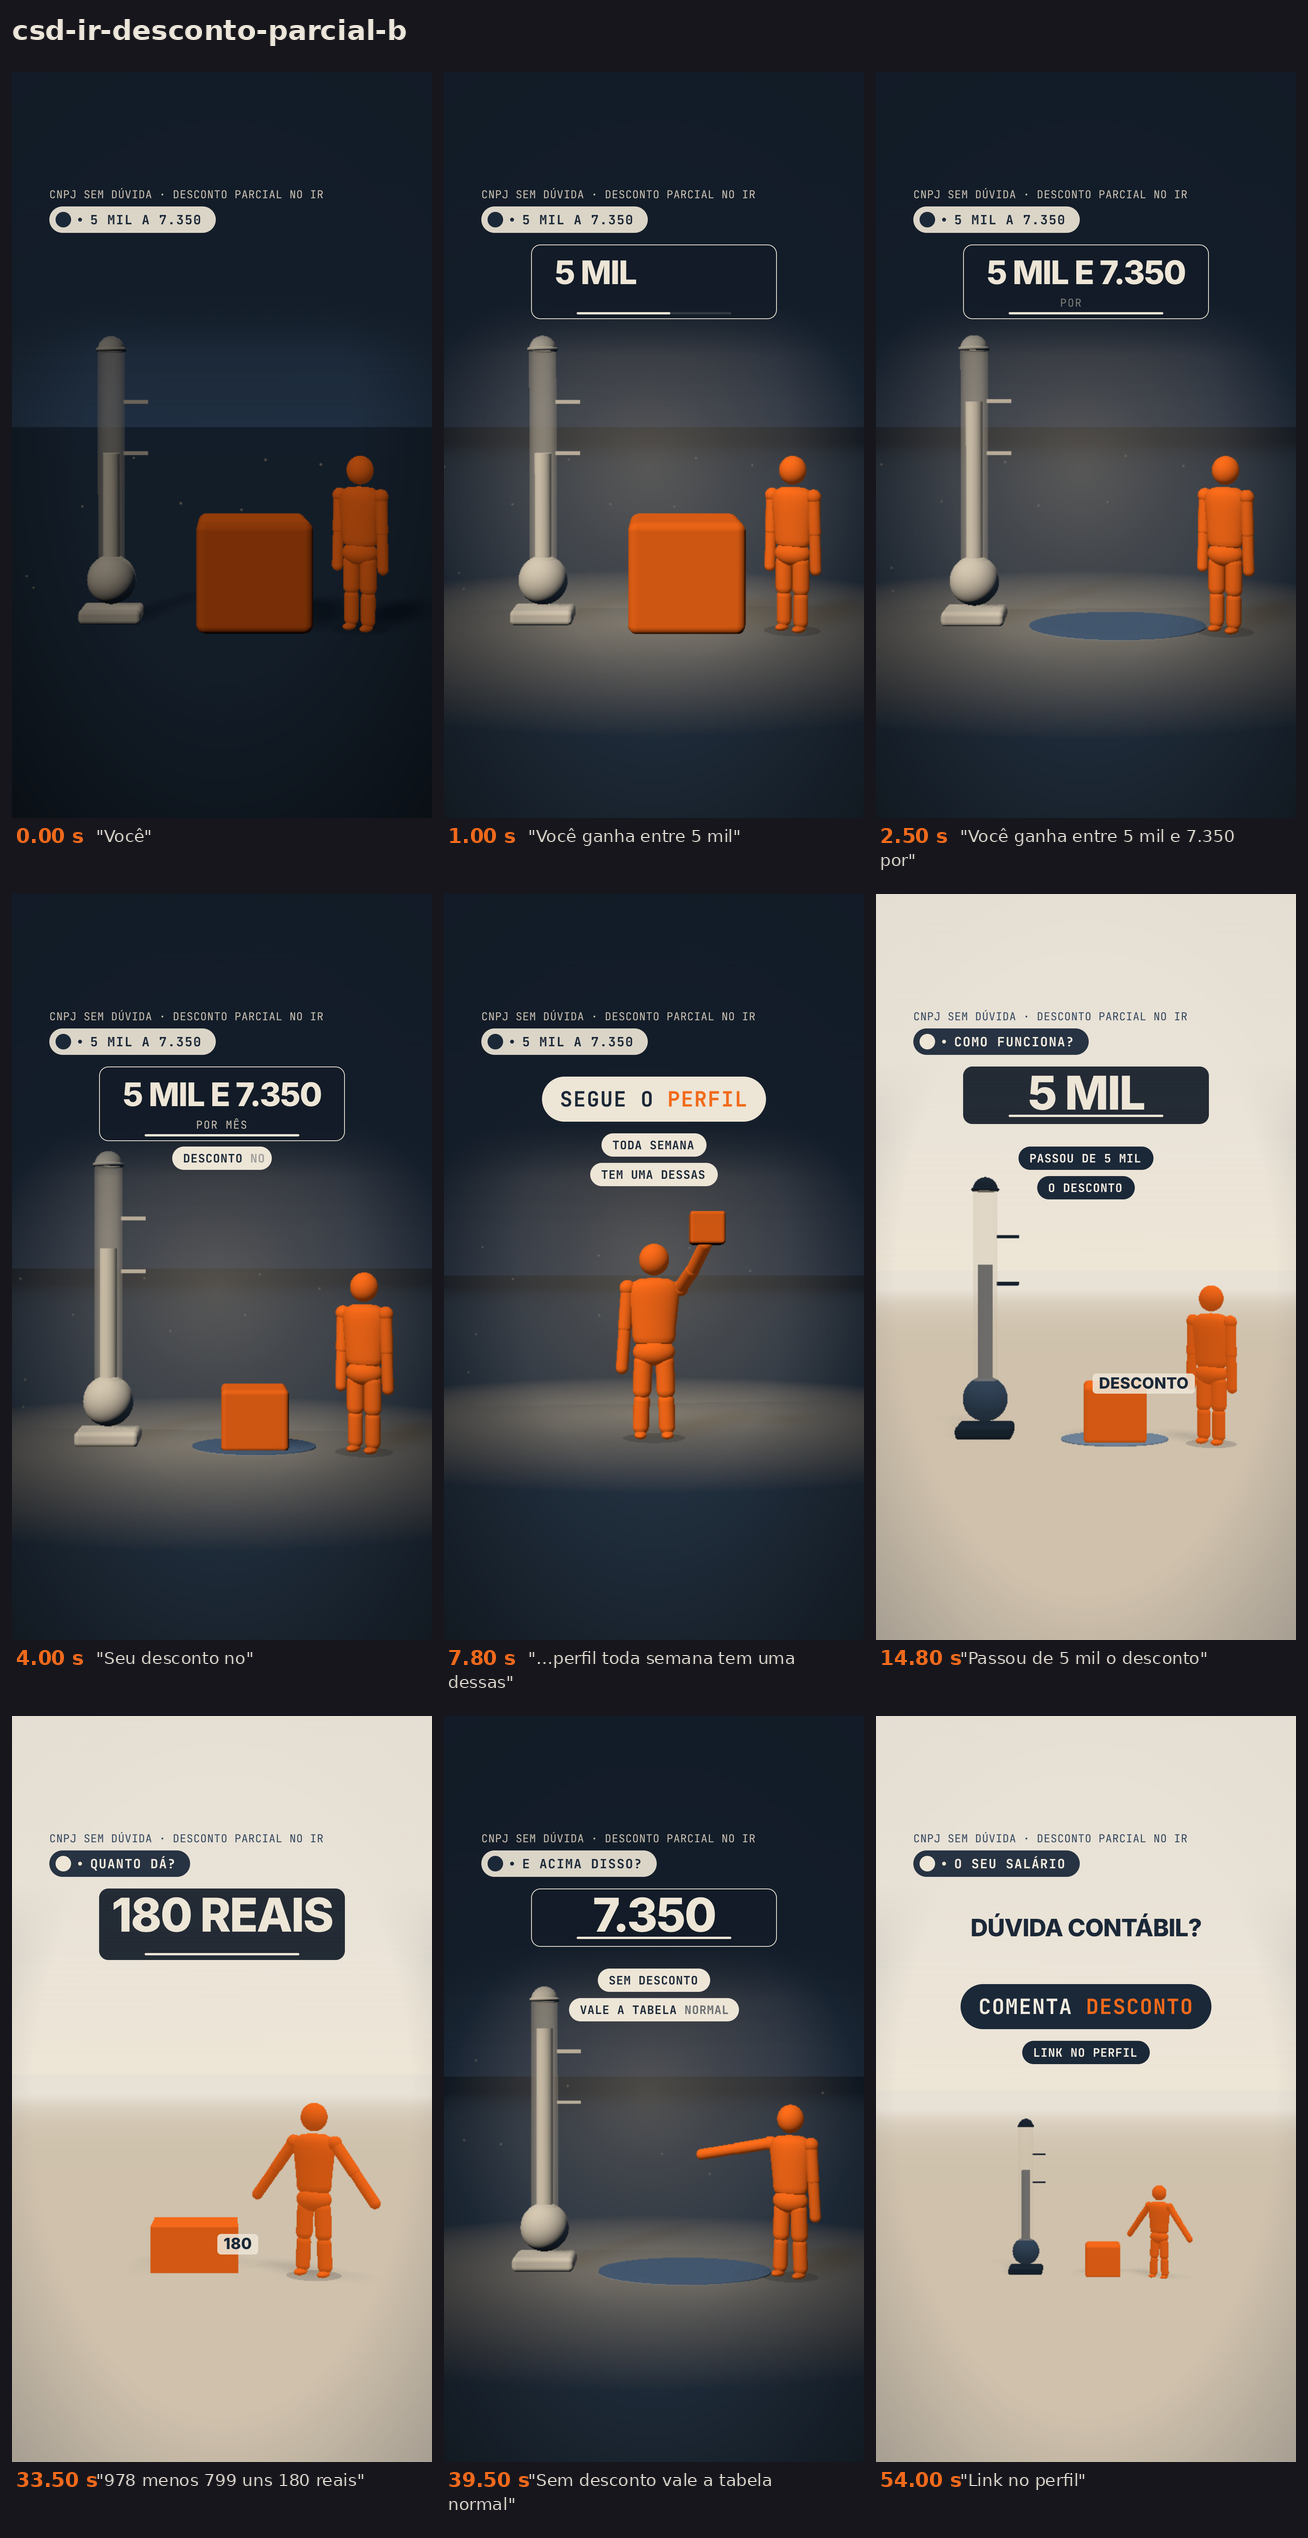 csd-ir-desconto-parcial-b
CNPJ SEM DÚVIDA · DESCONTO PARCIAL NO IR
• 5 MIL A 7.350
0.00 s "Você"
CNPJ SEM DÚVIDA · DESCONTO PARCIAL NO IR
• 5 MIL A 7.350
5 MIL
1.00 s "Você ganha entre 5 mil"
CNPJ SEM DÚVIDA · DESCONTO PARCIAL NO IR
• 5 MIL A 7.350
5 MIL E 7.350
POR
2.50 s "Você ganha entre 5 mil e 7.350
por"
CNPJ SEM DÚVIDA · DESCONTO PARCIAL NO IR
• 5 MIL A 7.350
5 MIL E 7.350
POR MÊS
DESCONTO NO
4.00 s "Seu desconto no"
CNPJ SEM DÚVIDA · DESCONTO PARCIAL NO IR
• 5 MIL A 7.350
SEGUE O PERFIL
TODA SEMANA
TEM UMA DESSAS
7.80 s "...perfil toda semana tem uma
dessas"
CNPJ SEM DÚVIDA · DESCONTO PARCIAL NO IR
• COMO FUNCIONA?
5 MIL
PASSOU DE 5 MIL
O DESCONTO
DESCONTO
14.80 s "Passou de 5 mil o desconto"
CNPJ SEM DÚVIDA · DESCONTO PARCIAL NO IR
• QUANTO DÁ?
180 REAIS
180
33.50 s "978 menos 799 uns 180 reais"
CNPJ SEM DÚVIDA · DESCONTO PARCIAL NO IR
• E ACIMA DISSO?
7.350
SEM DESCONTO
VALE A TABELA NORMAL
39.50 s "Sem desconto vale a tabela
normal"
CNPJ SEM DÚVIDA · DESCONTO PARCIAL NO IR
• O SEU SALÁRIO
DÚVIDA CONTÁBIL?
COMENTA DESCONTO
LINK NO PERFIL
54.00 s "Link no perfil"